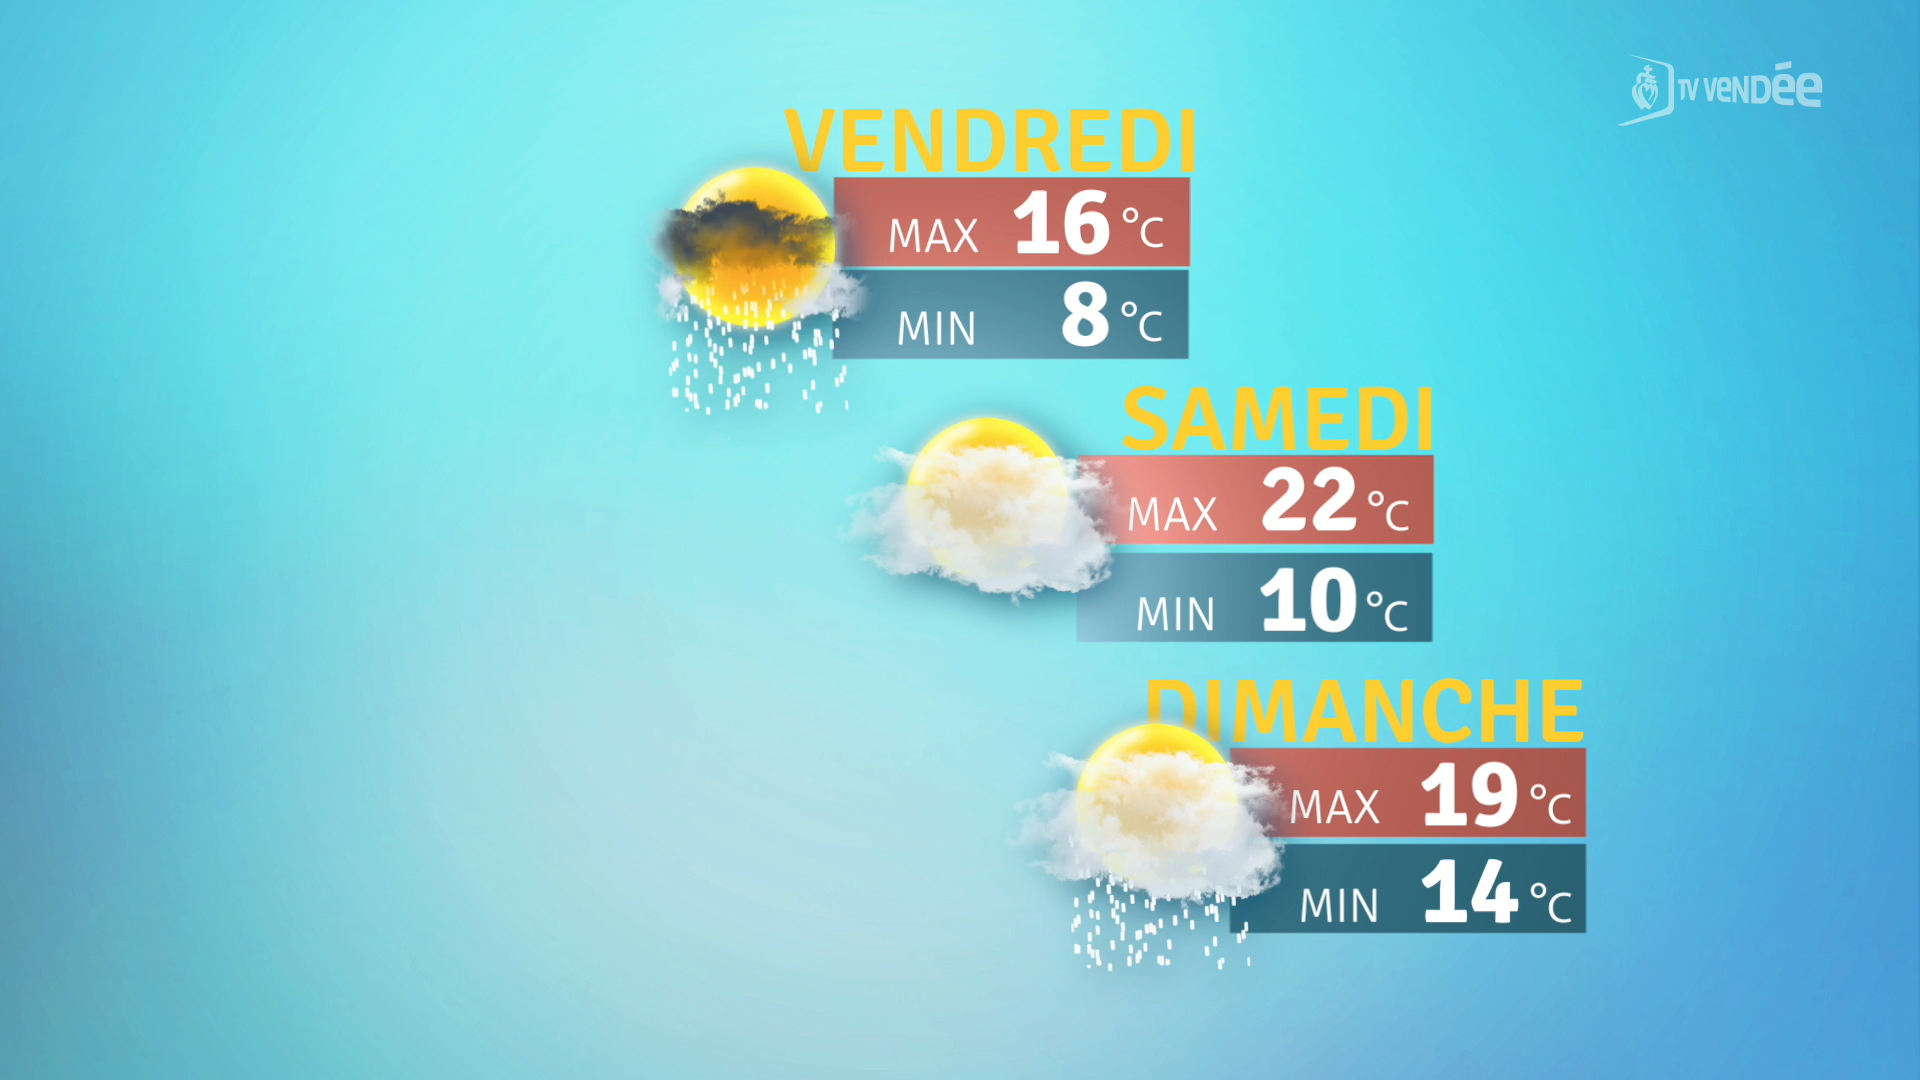 TV VENDÉE
VENDREDI
MAX 16 °C
MIN 8 °C
SAMEDI
MAX 22 °C
MIN 10 °C
DIMANCHE
MAX 19 °C
MIN 14 °C